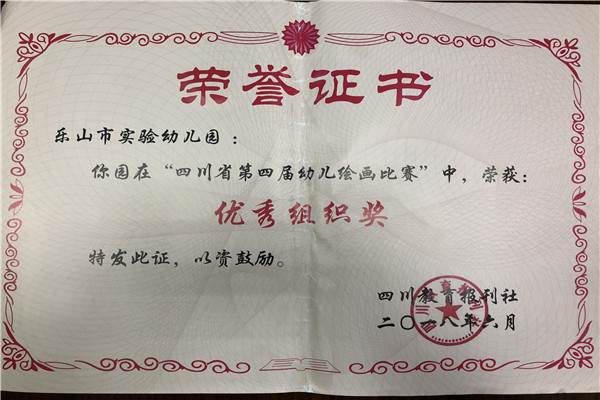 荣誉证书
乐山市实验幼儿园：
你园在“四川省第四届幼儿绘画比赛”中，荣获：
优秀组织奖
特发此证，以资鼓励。
四川教育报刊社
二〇一八年六月